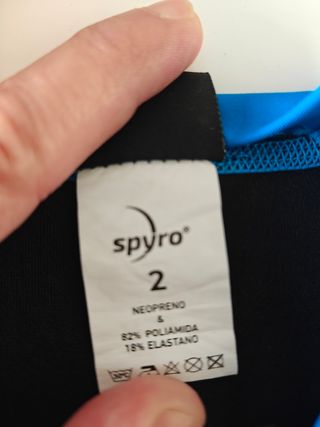 spyro®
2
NEOPRENO
&
82% POLIAMIDA
18% ELASTANO